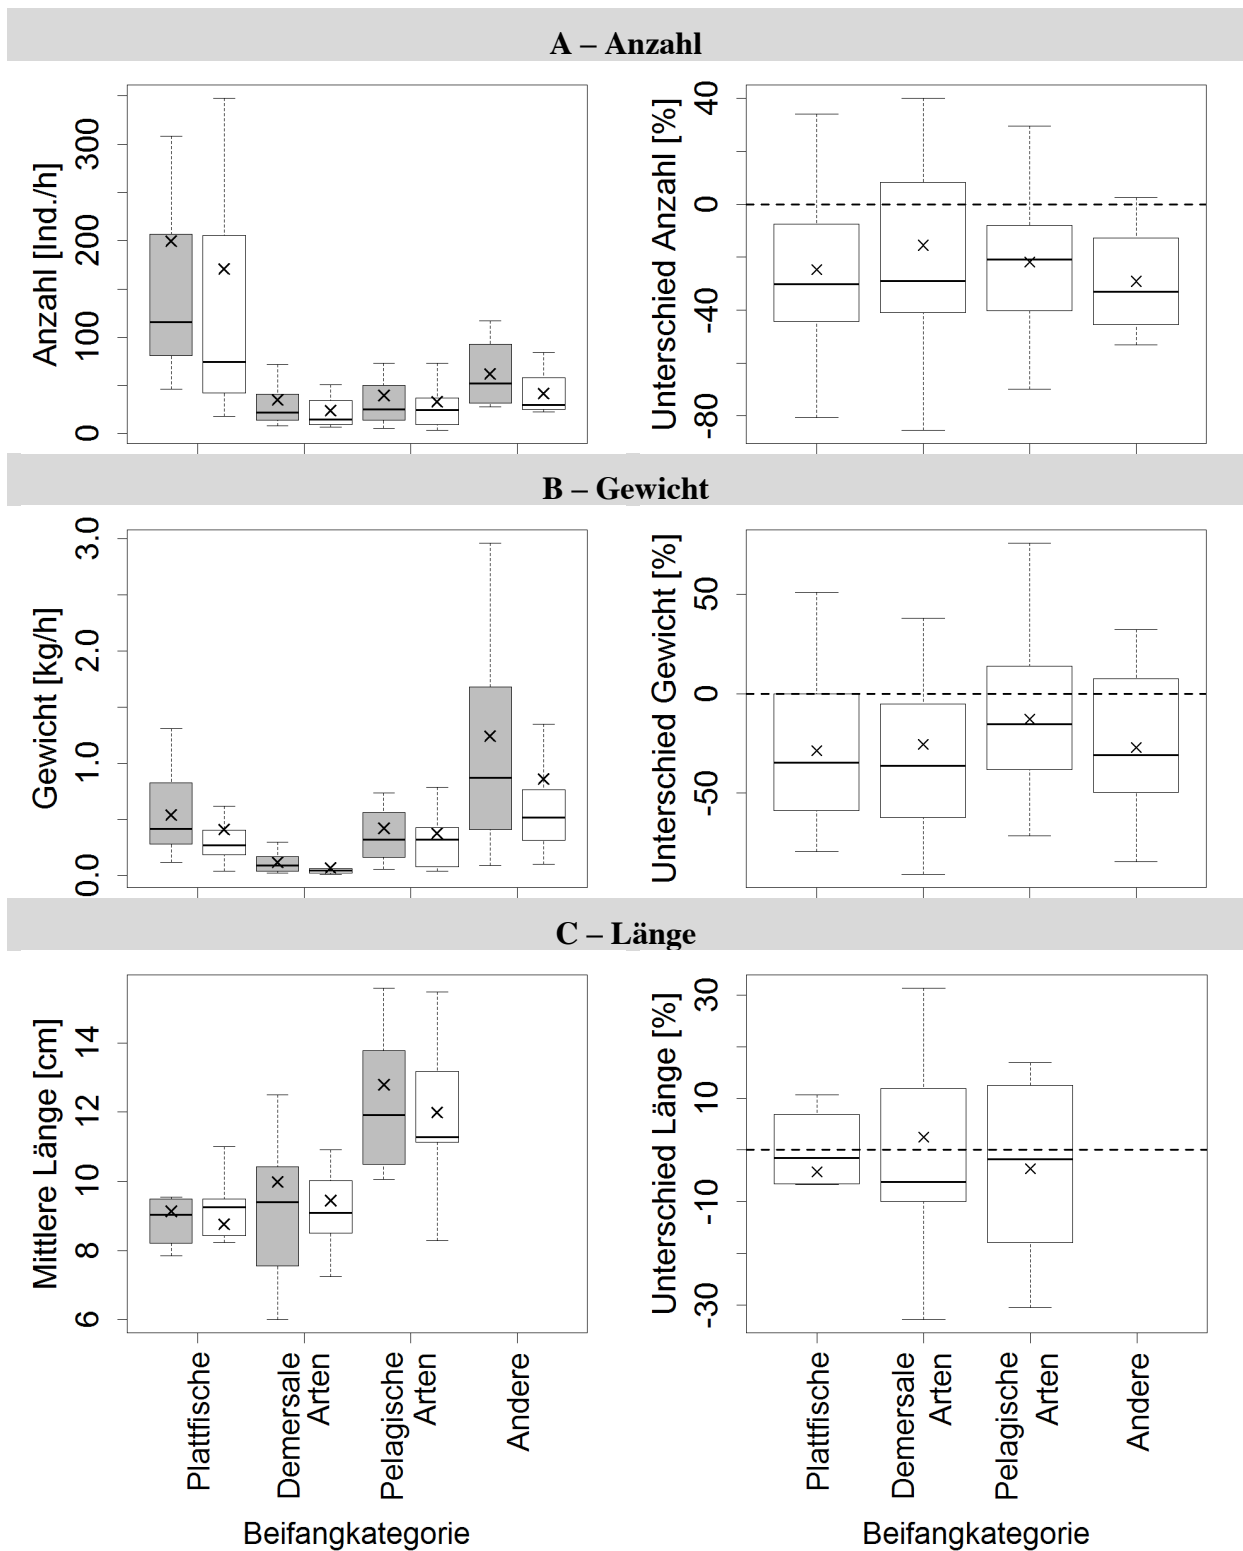 A – Anzahl
Anzahl [Ind./h]
0
100
200
300
Unterschied Anzahl [%]
-80
-40
0
40
B – Gewicht
Gewicht [kg/h]
0.0
1.0
2.0
3.0
Unterschied Gewicht [%]
-50
0
50
C – Länge
Mittlere Länge [cm]
6
8
10
12
14
Unterschied Länge [%]
-30
-10
10
30
Plattfische
Demersale
Arten
Pelagische
Arten
Andere
Beifangkategorie
Plattfische
Demersale
Arten
Pelagische
Arten
Andere
Beifangkategorie